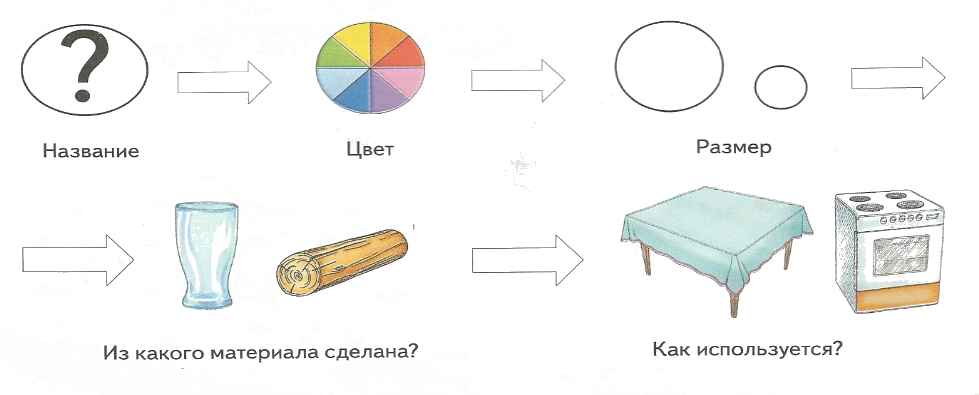 ?
Название
Цвет
Размер
Из какого материала сделана?
Как используется?